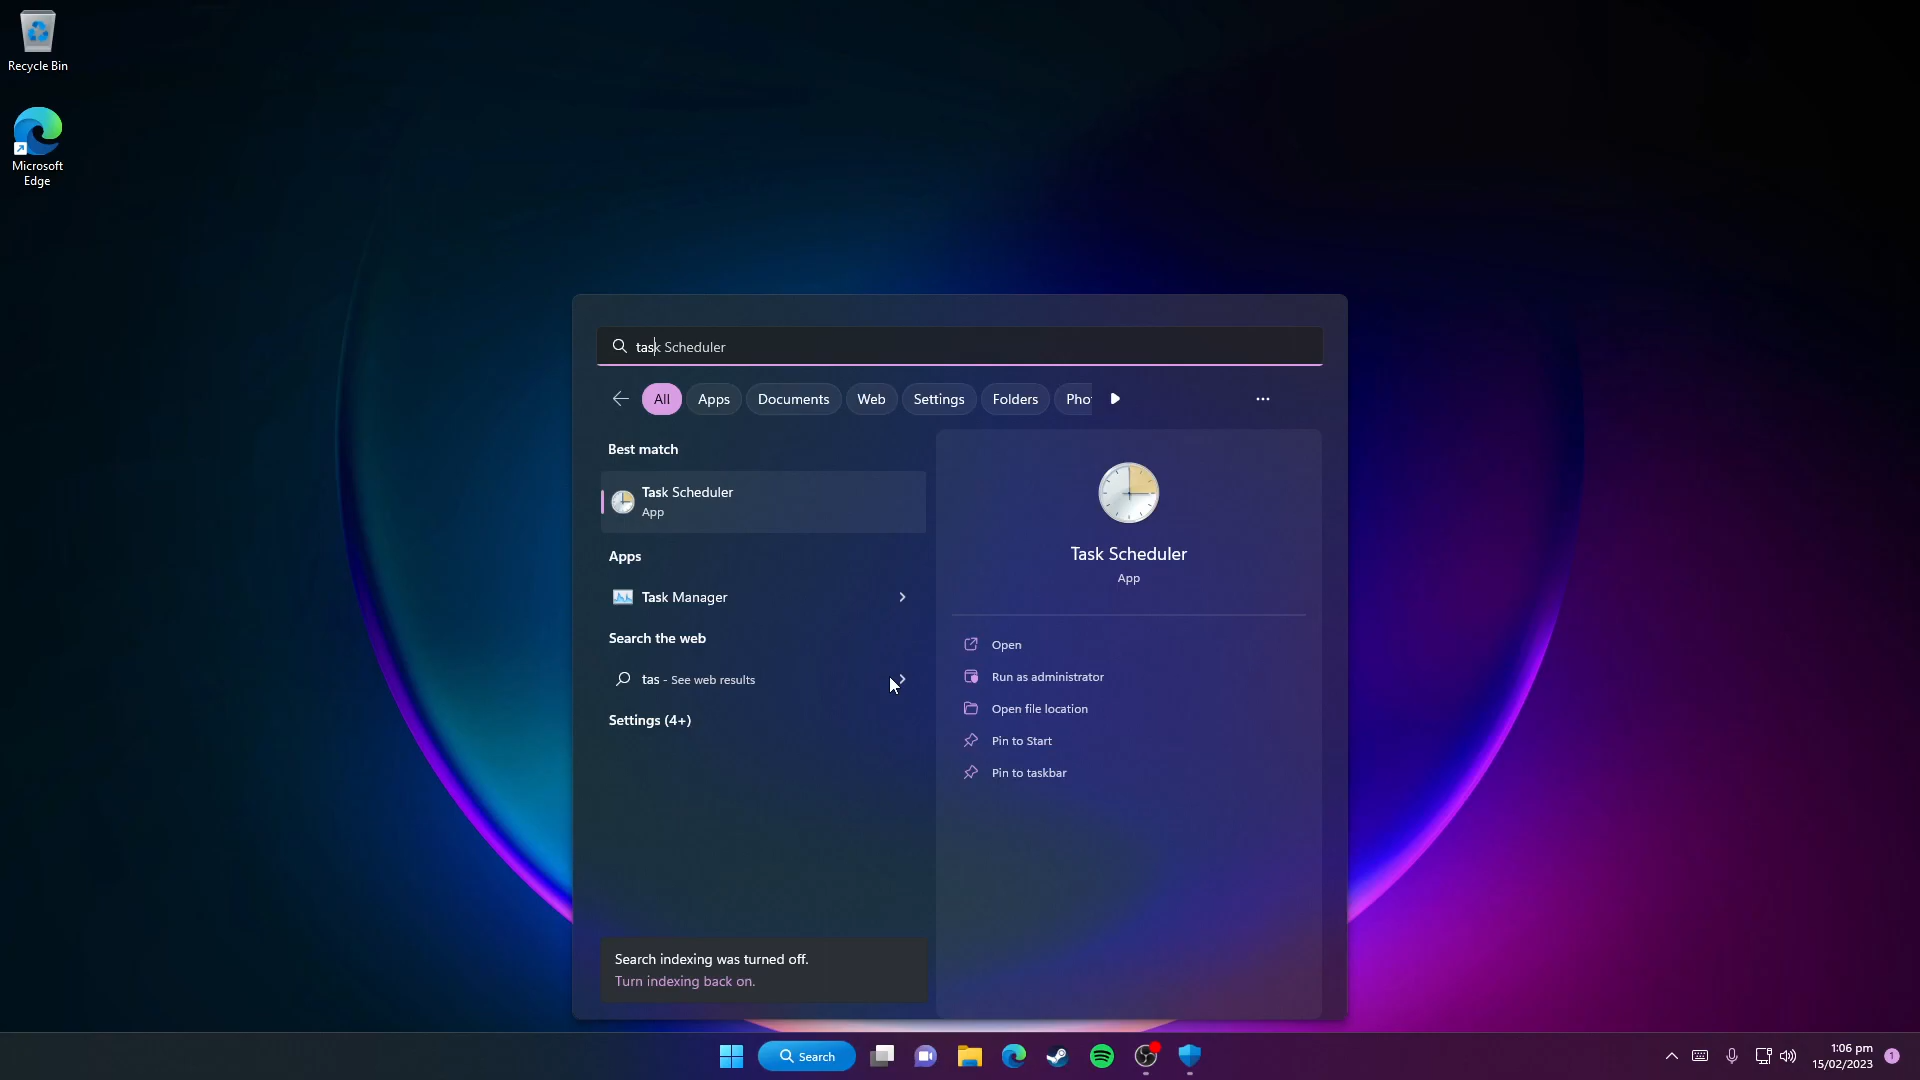 Recycle Bin
Microsoft
Edge
task Scheduler
All
Apps
Documents
Web
Settings
Folders
Pho
Best match
Task Scheduler
App
Apps
Task Manager
Search the web
tas - See web results
Settings (4+)
Search indexing was turned off.
Turn indexing back on.
Task Scheduler
App
Open
Run as administrator
Open file location
Pin to Start
Pin to taskbar
Search
1:06 pm
15/02/2023
1